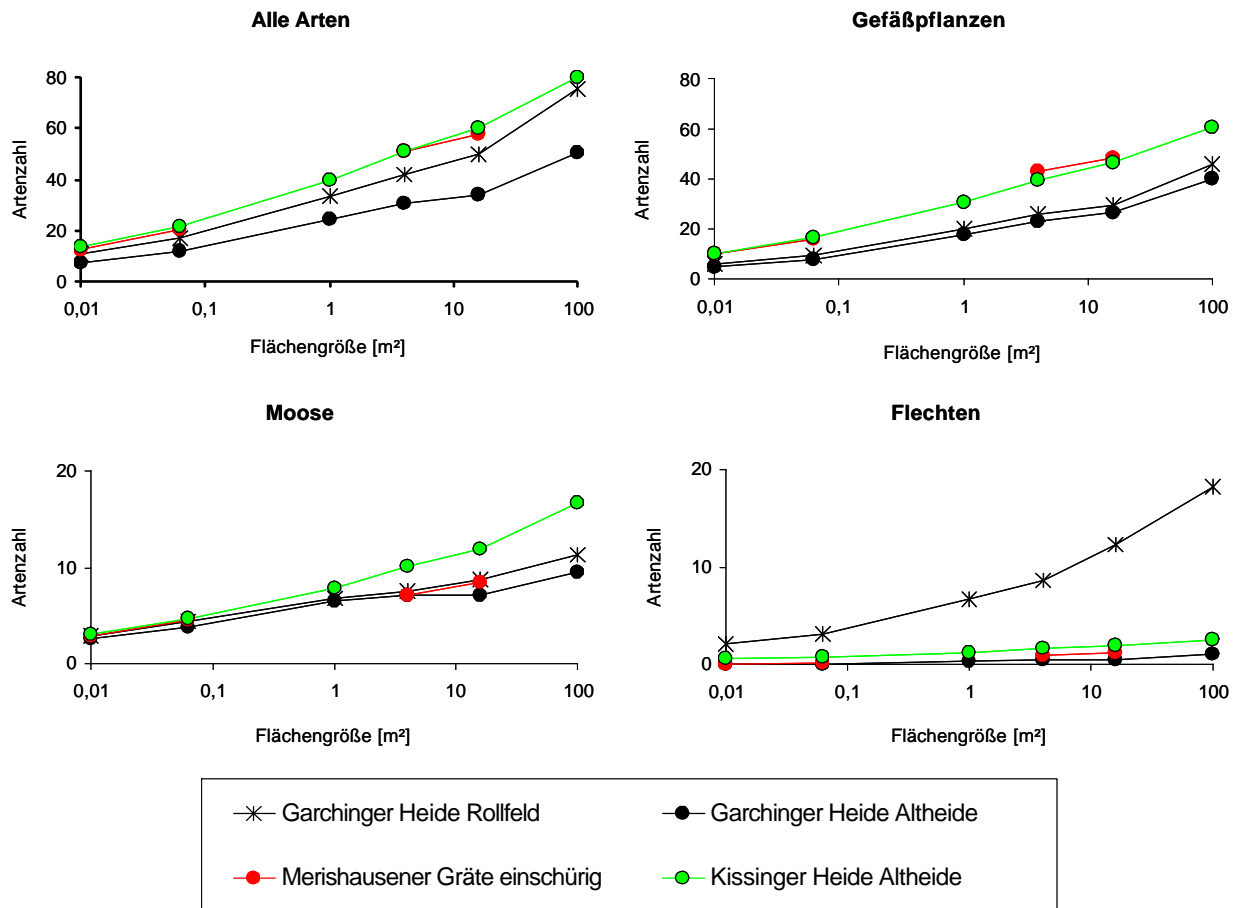 Alle Arten
Gefäßpflanzen
80
60
40
20
0
Artenzahl
0,01 0,1 1 10 100
Flächengröße [m²]
80
60
40
20
0
Artenzahl
0,01 0,1 1 10 100
Flächengröße [m²]
Moose
Flechten
20
10
0
Artenzahl
0,01 0,1 1 10 100
Flächengröße [m²]
20
10
0
Artenzahl
0,01 0,1 1 10 100
Flächengröße [m²]
Garchinger Heide Rollfeld
Garchinger Heide Altheide
Merishausener Gräte einschürig
Kissinger Heide Altheide